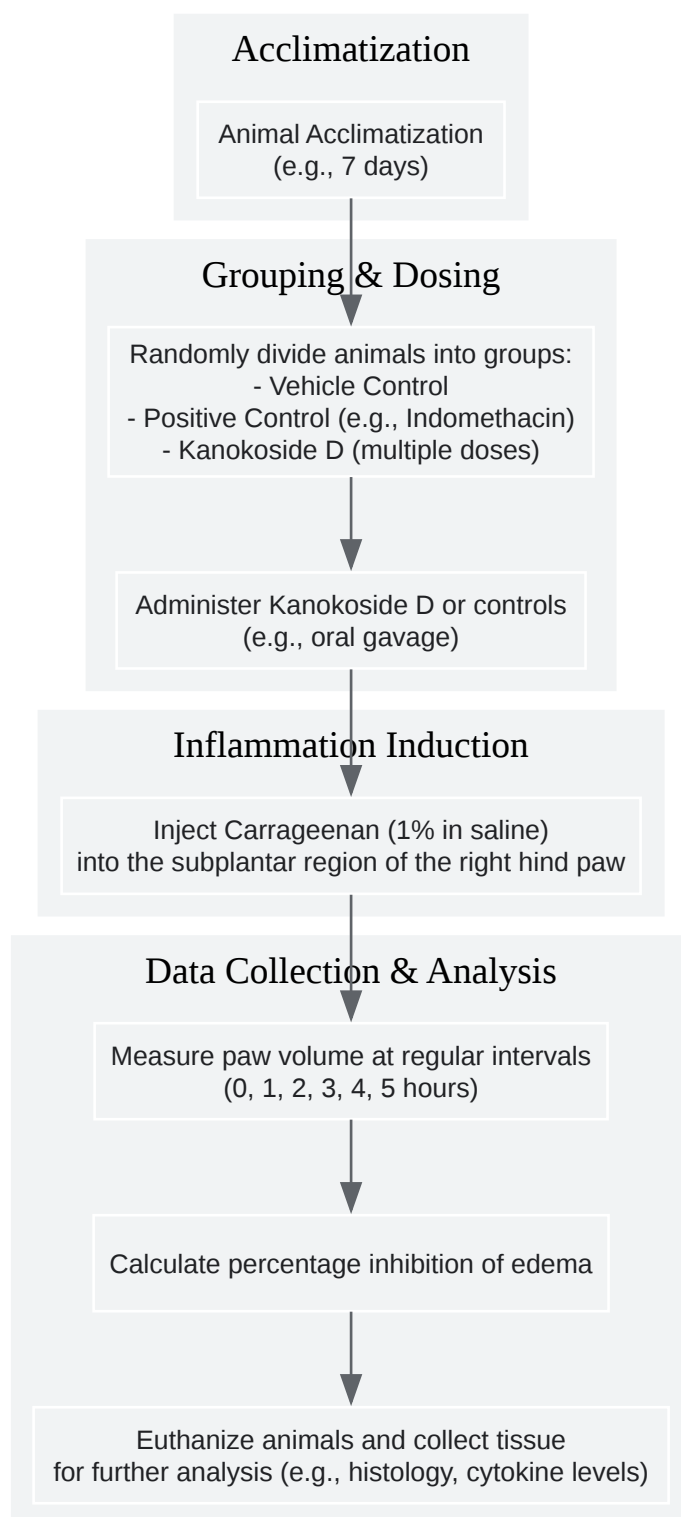 Acclimatization
Animal Acclimatization
(e.g., 7 days)
Grouping & Dosing
Randomly divide animals into groups:
- Vehicle Control
- Positive Control (e.g., Indomethacin)
- Kanokoside D (multiple doses)
Administer Kanokoside D or controls
(e.g., oral gavage)
Inflammation Induction
Inject Carrageenan (1% in saline)
into the subplantar region of the right hind paw
Data Collection & Analysis
Measure paw volume at regular intervals
(0, 1, 2, 3, 4, 5 hours)
Calculate percentage inhibition of edema
Euthanize animals and collect tissue
for further analysis (e.g., histology, cytokine levels)